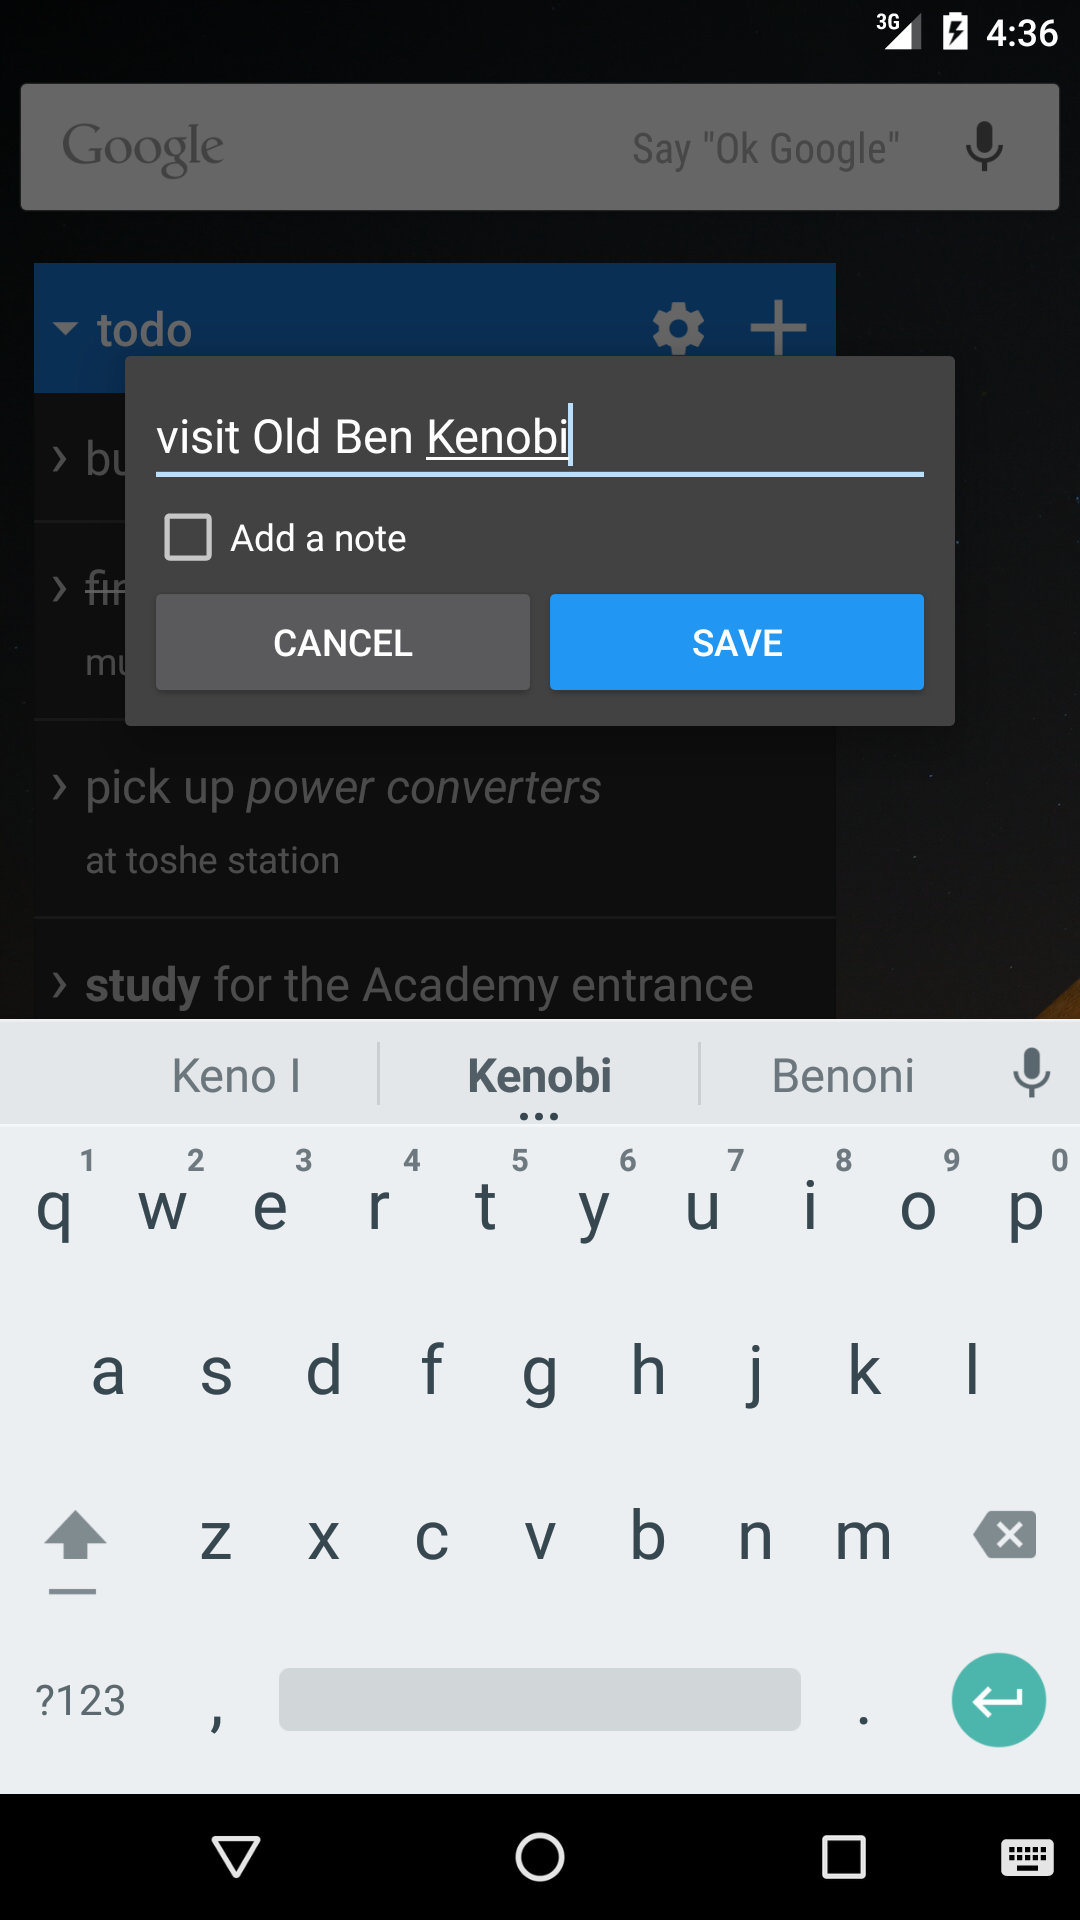 3G 4:36
Google Say "Ok Google"
todo
bu
visit Old Ben Kenobi
Add a note
fin
mu
CANCEL SAVE
pick up power converters
at toshe station
study for the Academy entrance
Keno I Kenobi Benoni
1 2 3 4 5 6 7 8 9 0
q w e r t y u i o p
a s d f g h j k l
z x c v b n m
?123 , .